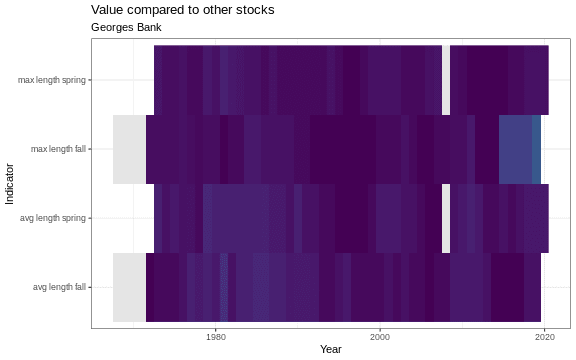 Value compared to other stocks
Georges Bank
Indicator
max length spring
max length fall
avg length spring
avg length fall
1980
2000
2020
Year